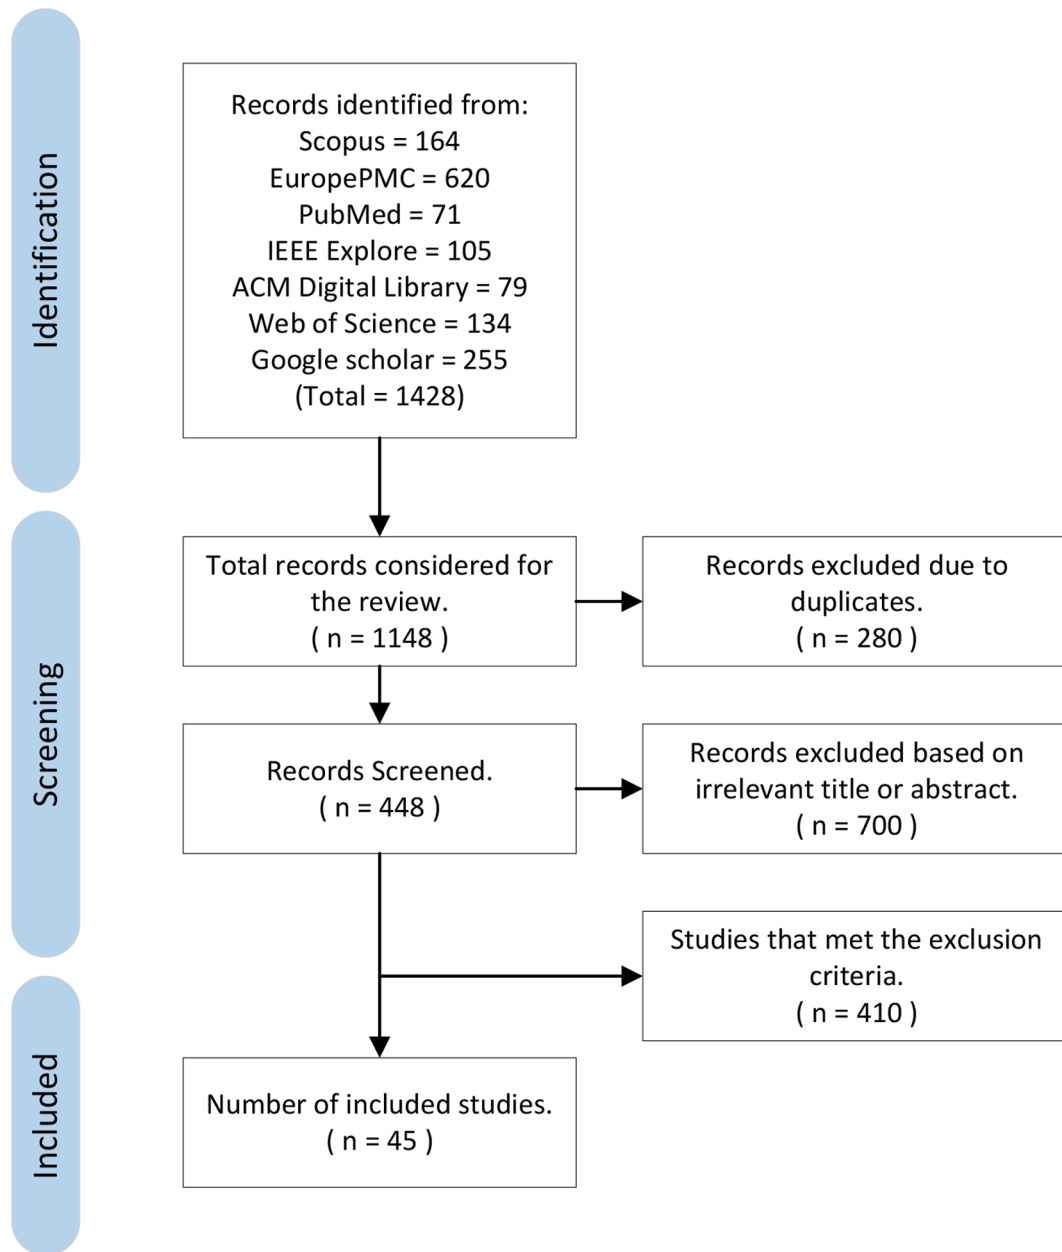 Identification
Records identified from:
Scopus = 164
EuropePMC = 620
PubMed = 71
IEEE Explore = 105
ACM Digital Library = 79
Web of Science = 134
Google scholar = 255
(Total = 1428)
Screening
Total records considered for
the review.
( n = 1148 )
Records excluded due to
duplicates.
( n = 280 )
Records Screened.
( n = 448 )
Records excluded based on
irrelevant title or abstract.
( n = 700 )
Studies that met the exclusion
criteria.
( n = 410 )
Included
Number of included studies.
( n = 45 )